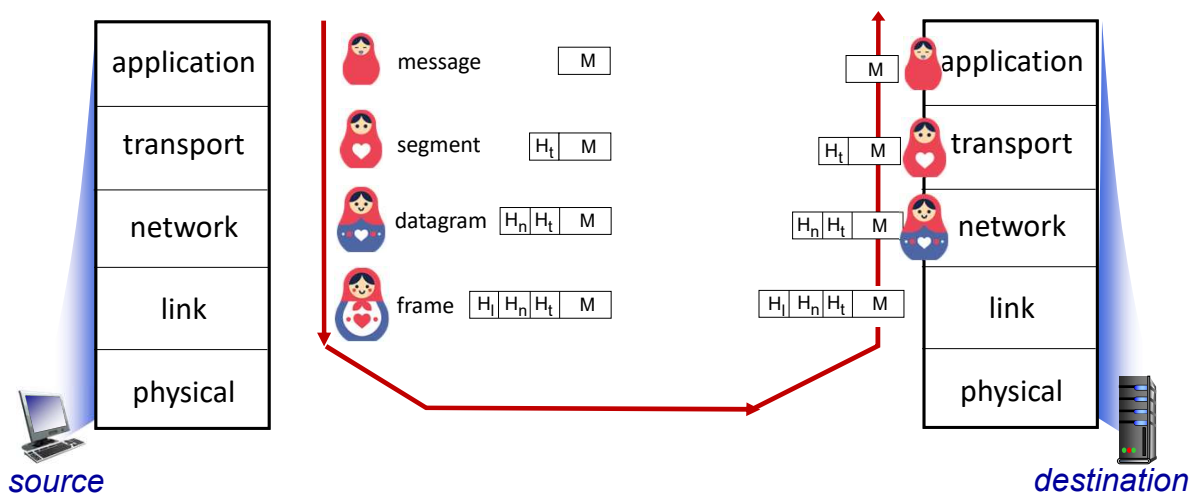 application
transport
network
link
physical
source
message M
segment Ht M
datagram Hn Ht M
frame Hl Hn Ht M
M
Ht M
Hn Ht M
Hl Hn Ht M
application
transport
network
link
physical
destination